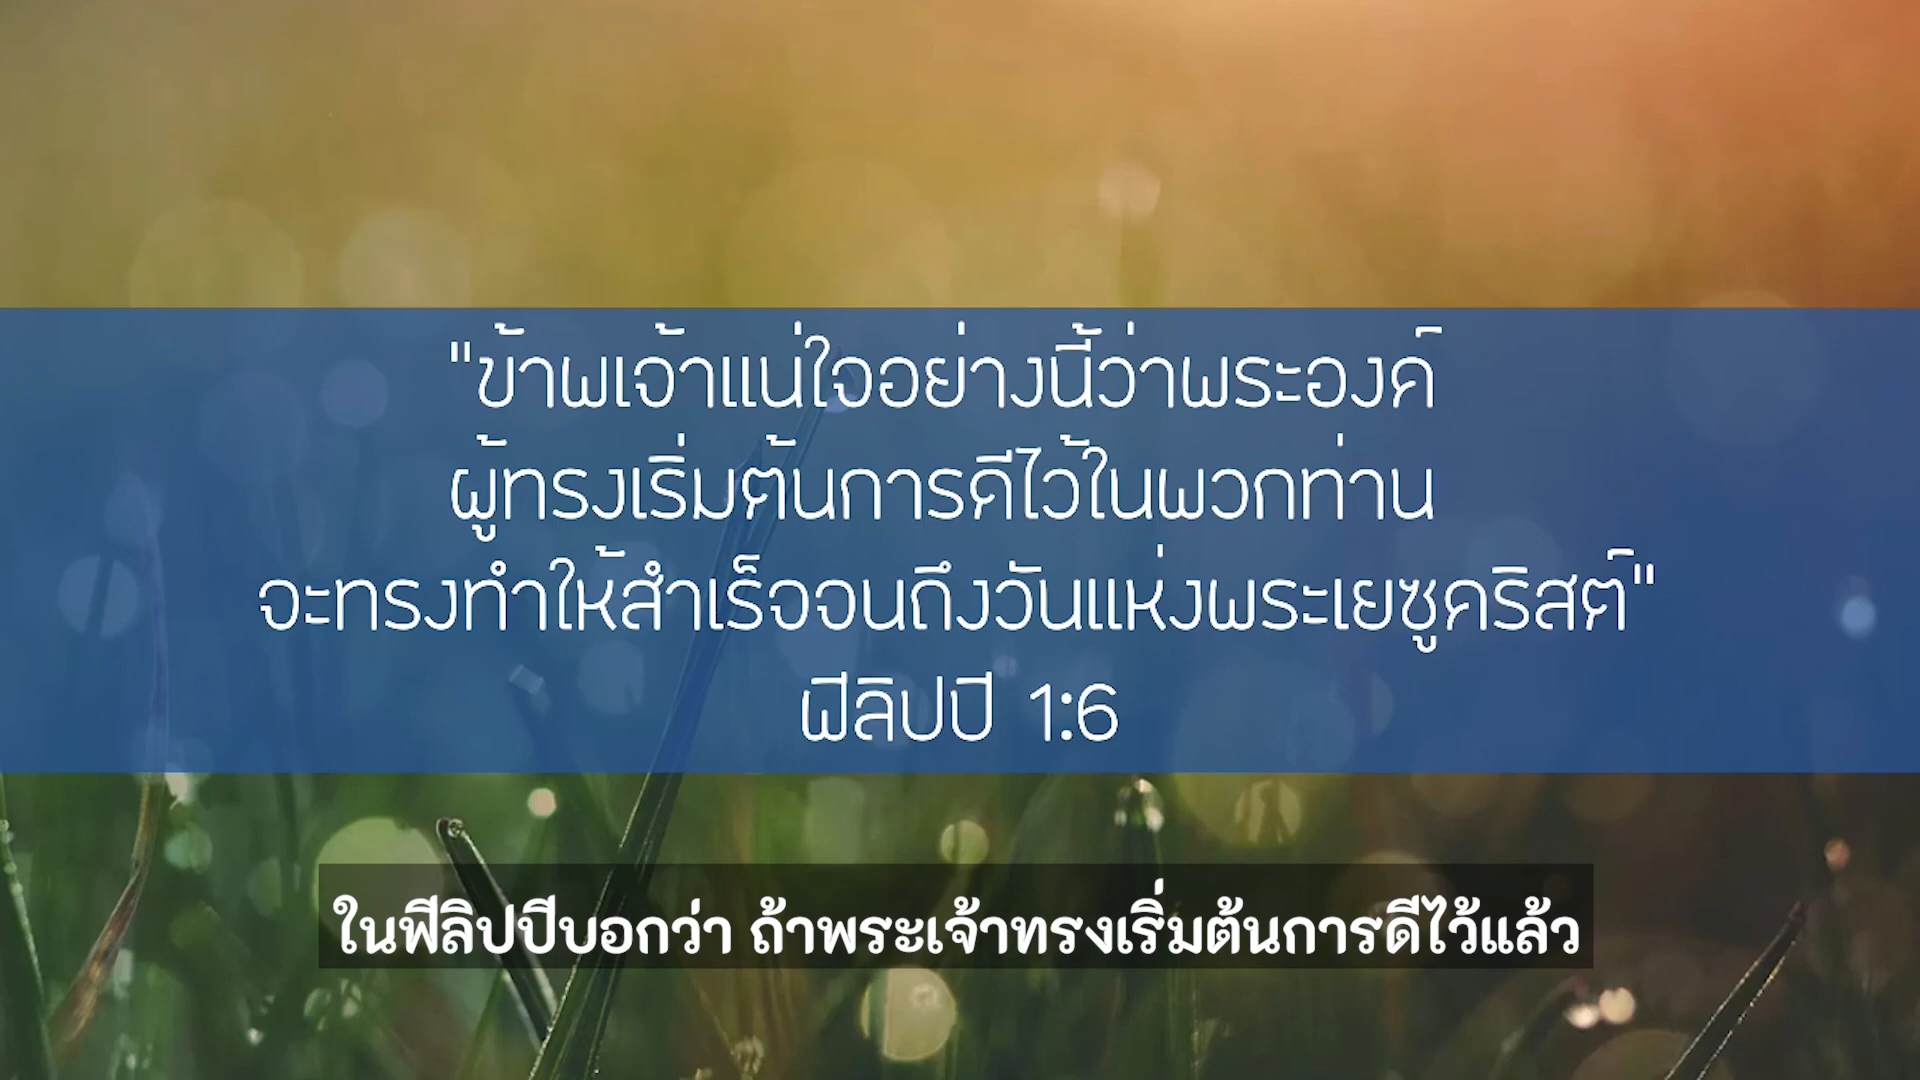 "ข้าพเจ้าแน่ใจอย่างนี้ว่าพระองค์
ผู้ทรงเริ่มต้นการดีไว้ในพวกท่าน
จะทรงทำให้สำเร็จจนถึงวันแห่งพระเยซูคริสต์"
ฟีลิปปี 1:6
ในฟีลิปปีบอกว่า ถ้าพระเจ้าทรงเริ่มต้นการดีไว้แล้ว